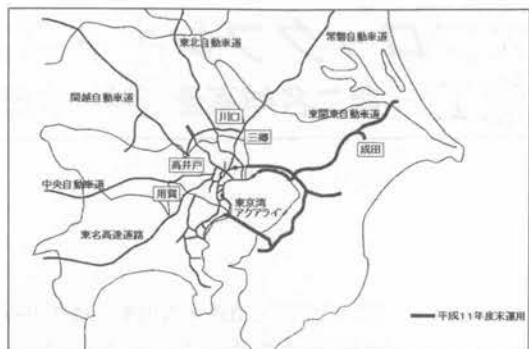 東北自動車道
常磐自動車道
関越自動車道
川口
三郷
東関東自動車道
高井戸
成田
中央自動車道
用賀
東京湾
アクアライン
東名高速道路
平成11年度末運用